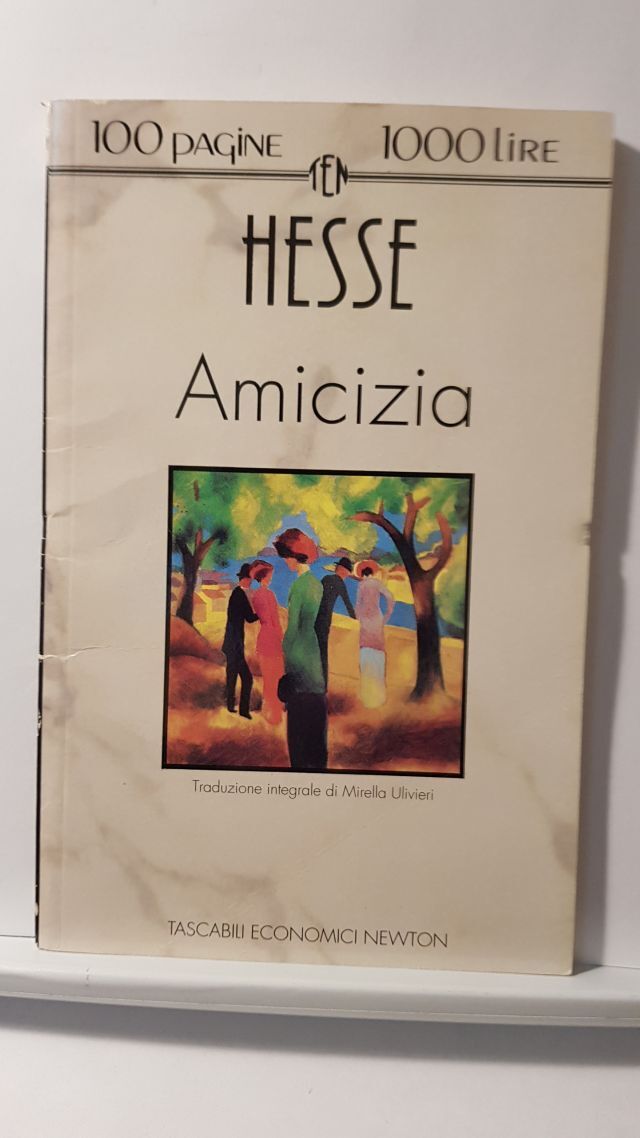 100 PAGINE 1000 LIRE
TEN
HESSE
Amicizia
Traduzione integrale di Mirella Ulivieri
TASCABILI ECONOMICI NEWTON